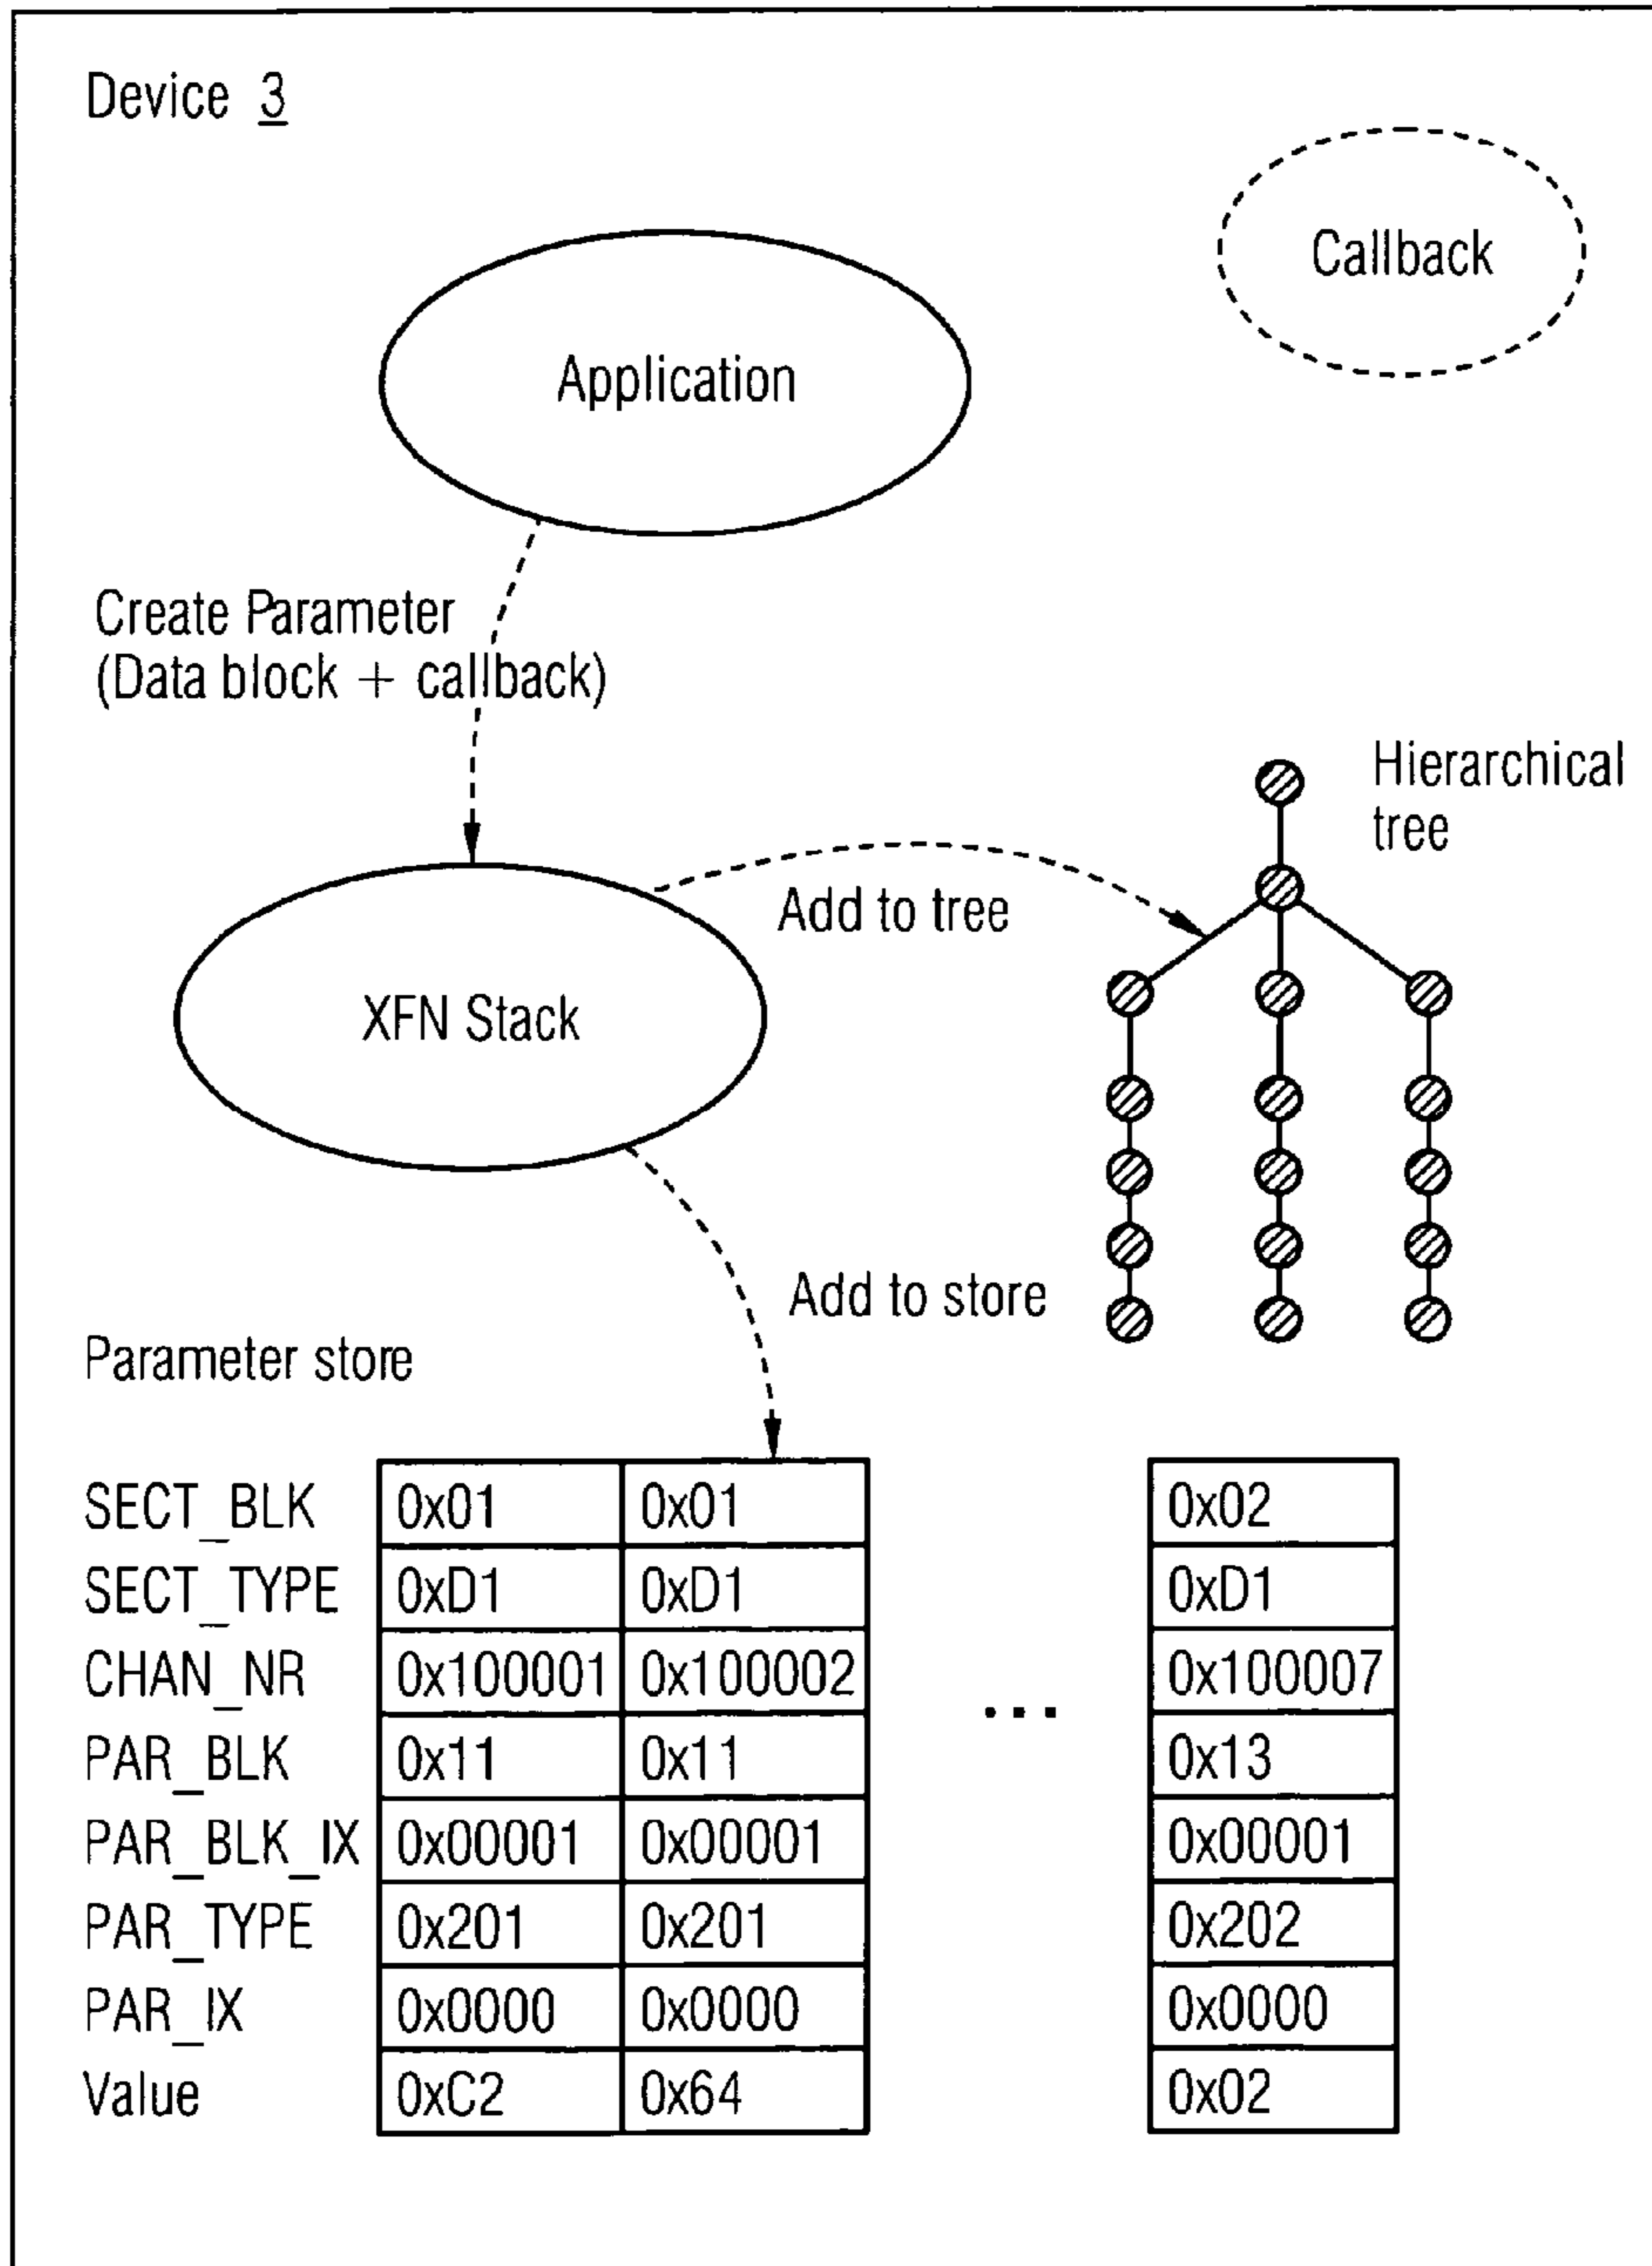 Device 3
Callback
Application
Create Parameter
(Data block + callback)
Hierarchical
tree
Add to tree
XFN Stack
Add to store
Parameter store
SECT_BLK 0x01 0x01 0x02
SECT_TYPE 0xD1 0xD1 0xD1
CHAN_NR 0x100001 0x100002 ... 0x100007
PAR_BLK 0x11 0x11 0x13
PAR_BLK_IX 0x00001 0x00001 0x00001
PAR_TYPE 0x201 0x201 0x202
PAR_IX 0x0000 0x0000 0x0000
Value 0xC2 0x64 0x02